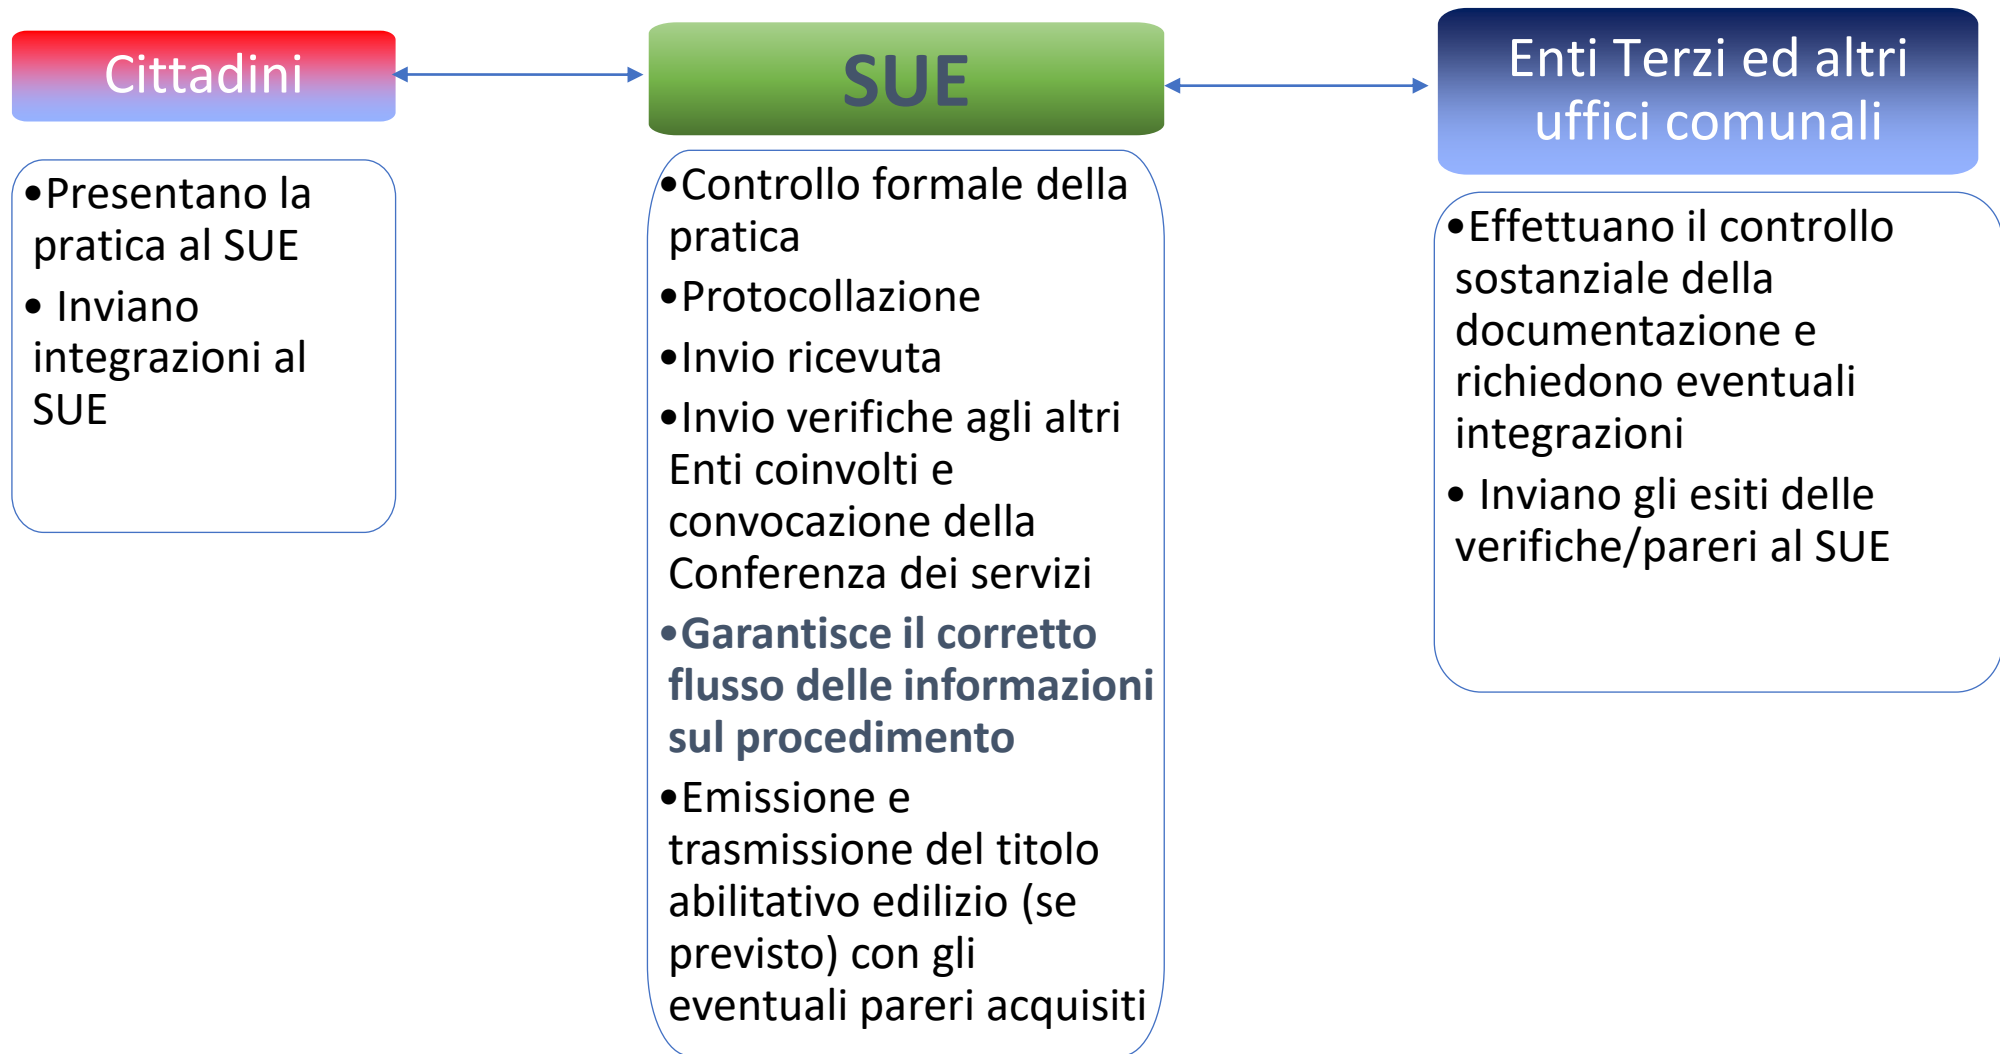 Cittadini
•Presentano la
pratica al SUE
• Inviano
integrazioni al
SUE
SUE
•Controllo formale della
pratica
•Protocollazione
•Invio ricevuta
•Invio verifiche agli altri
Enti coinvolti e
convocazione della
Conferenza dei servizi
•Garantisce il corretto
flusso delle informazioni
sul procedimento
•Emissione e
trasmissione del titolo
abilitativo edilizio (se
previsto) con gli
eventuali pareri acquisiti
Enti Terzi ed altri
uffici comunali
•Effettuano il controllo
sostanziale della
documentazione e
richiedono eventuali
integrazioni
• Inviano gli esiti delle
verifiche/pareri al SUE